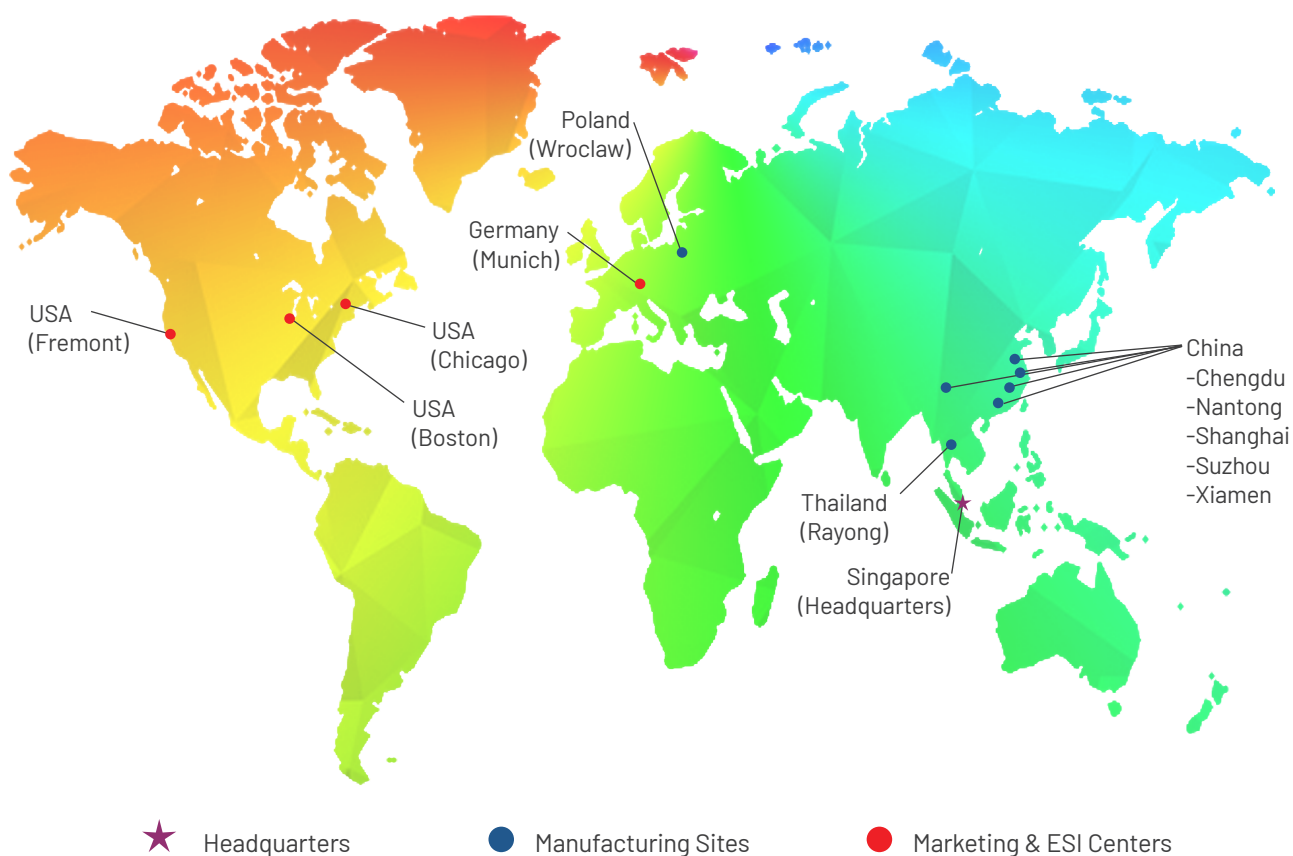 Poland
(Wroclaw)
Germany
(Munich)
USA
(Fremont)
USA
(Chicago)
USA
(Boston)
China
-Chengdu
-Nantong
-Shanghai
-Suzhou
-Xiamen
Thailand
(Rayong)
Singapore
(Headquarters)
Headquarters
Manufacturing Sites
Marketing & ESI Centers